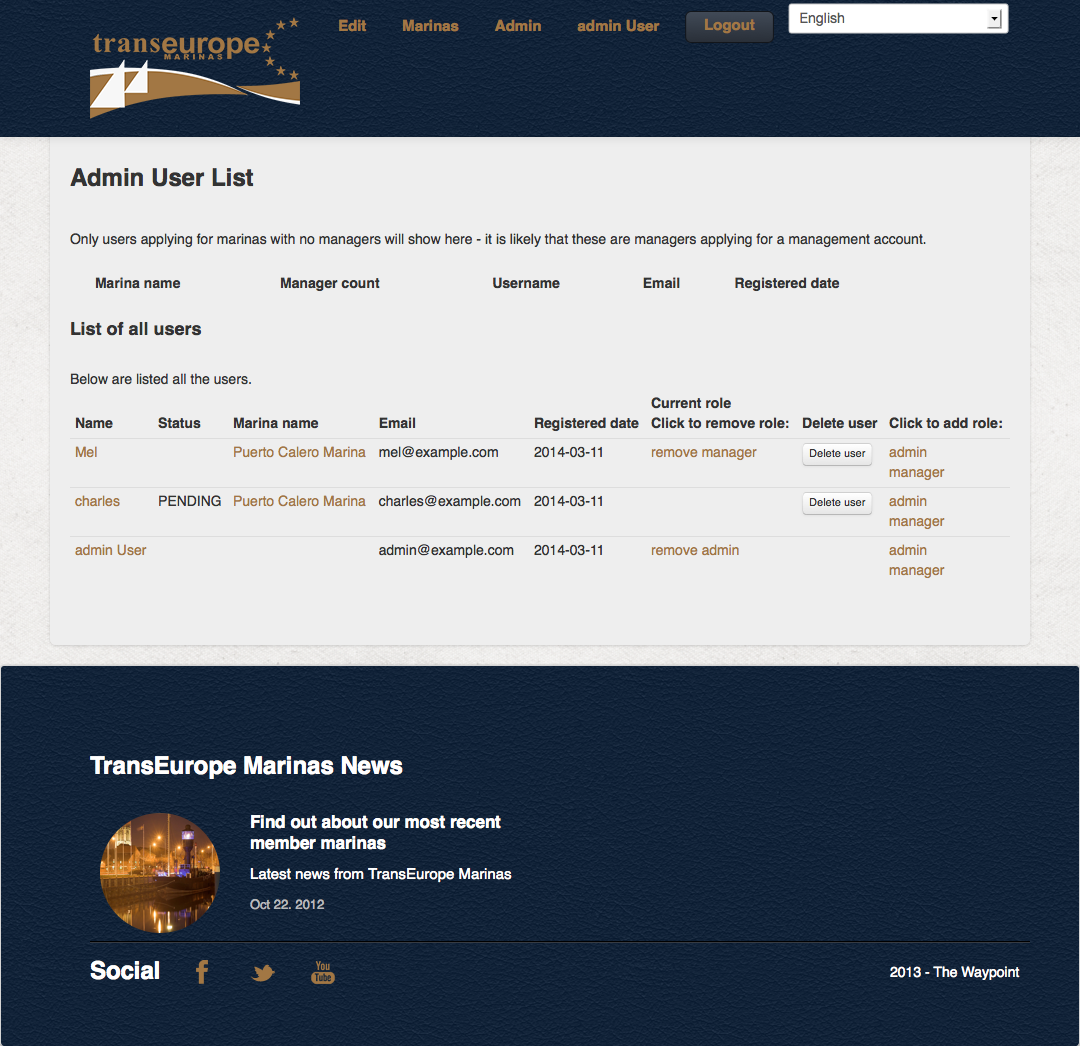 transeurope
MARINAS
Edit Marinas Admin admin User Logout English
Admin User List
Only users applying for marinas with no managers will show here - it is likely that these are managers applying for a management account.
Marina name Manager count Username Email Registered date
List of all users
Below are listed all the users.
Current role
Name Status Marina name Email Registered date Click to remove role: Delete user Click to add role:
Mel Puerto Calero Marina mel@example.com 2014-03-11 remove manager Delete user admin
manager
charles PENDING Puerto Calero Marina charles@example.com 2014-03-11 Delete user admin
manager
admin User admin@example.com 2014-03-11 remove admin admin
manager
TransEurope Marinas News
Find out about our most recent
member marinas
Latest news from TransEurope Marinas
Oct 22. 2012
Social You
Tube
2013 - The Waypoint